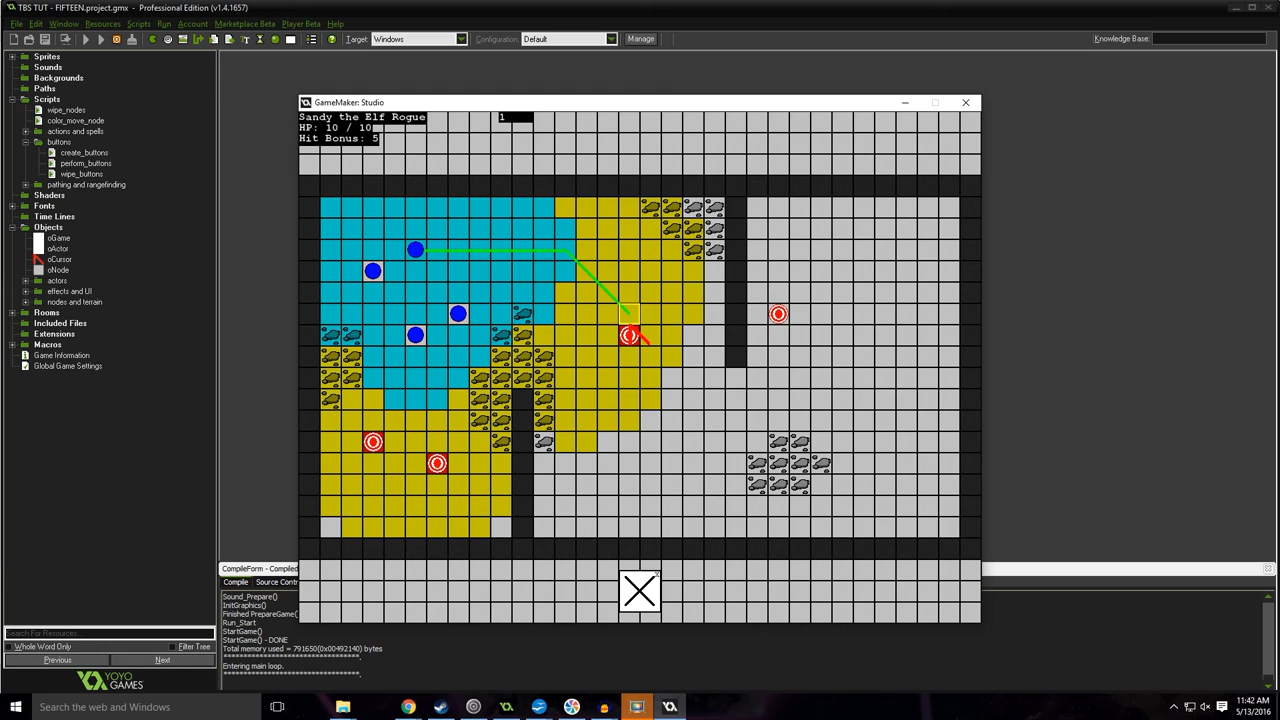 TBS TUT - FIFTEEN.project.gmx - Professional Edition (v1.4.1657)
File Edit Window Resources Scripts Run Account Marketplace Beta Player Beta Help
Target: Windows Configuration: Default Manage Knowledge Base:
Sprites
Sounds
Backgrounds
Paths
Scripts
wipe_nodes
color_move_node
actions and spells
buttons
create_buttons
perform_buttons
wipe_buttons
pathing and rangefinding
Shaders
Fonts
Time Lines
Objects
oGame
oActor
oCursor
oNode
actors
effects and UI
nodes and terrain
Rooms
Included Files
Extensions
Macros
Game Information
Global Game Settings
Search For Resources...
Whole Word Only Filter Tree
Previous Next
YOYO
GAMES
GameMaker: Studio
Sandy the Elf Rogue 1
HP: 10 / 10
Hit Bonus: 5
CompileForm - Compiled
Compile Source Contr
Sound_Prepare()
InitGraphics()
Finished PrepareGame()
Run_Start
StartGame()
StartGame() - DONE
Total memory used = 791650(0x00492140) bytes
***********************************.
Entering main loop.
***********************************.
Search the web and Windows
11:42 AM
5/13/2016